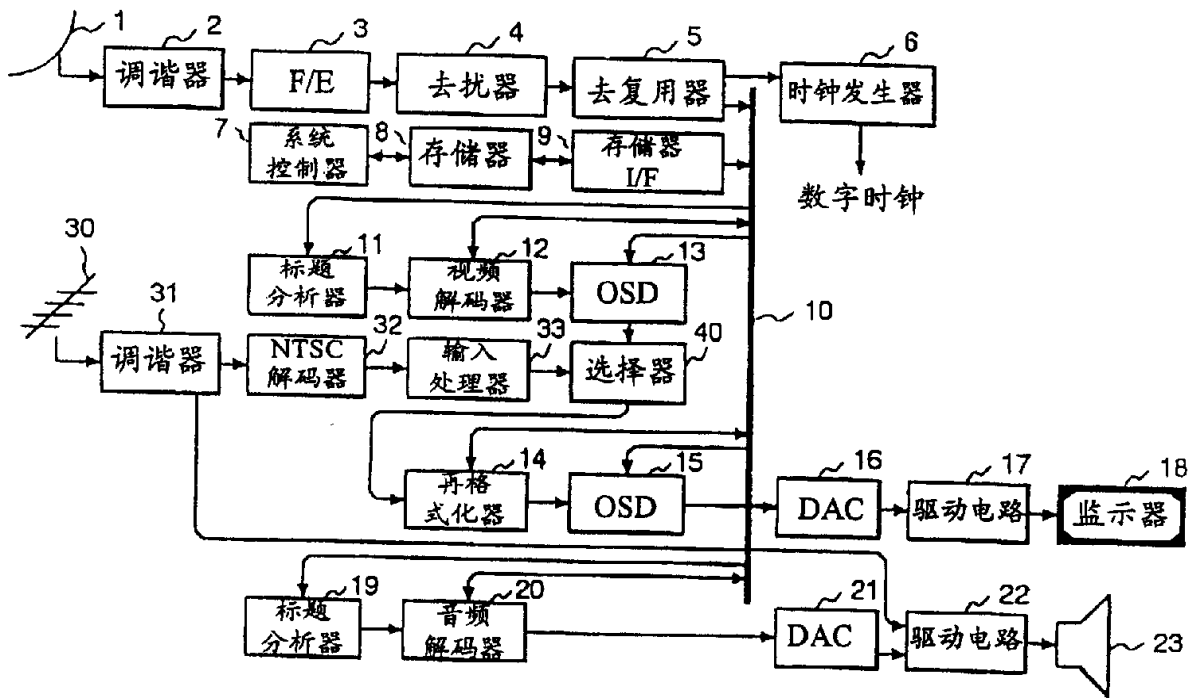 1
2
3
4
5
6
调谐器
F/E
去扰器
去复用器
时钟发生器
7
8
9
系统
控制器
存储器
存储器
I/F
数字时钟
30
11
12
13
标题
分析器
视频
解码器
OSD
10
31
32
33
40
调谐器
NTSC
解码器
输入
处理器
选择器
14
15
16
17
18
再格
式化器
OSD
DAC
驱动电路
监示器
19
20
21
22
标题
分析器
音频
解码器
DAC
驱动电路
23